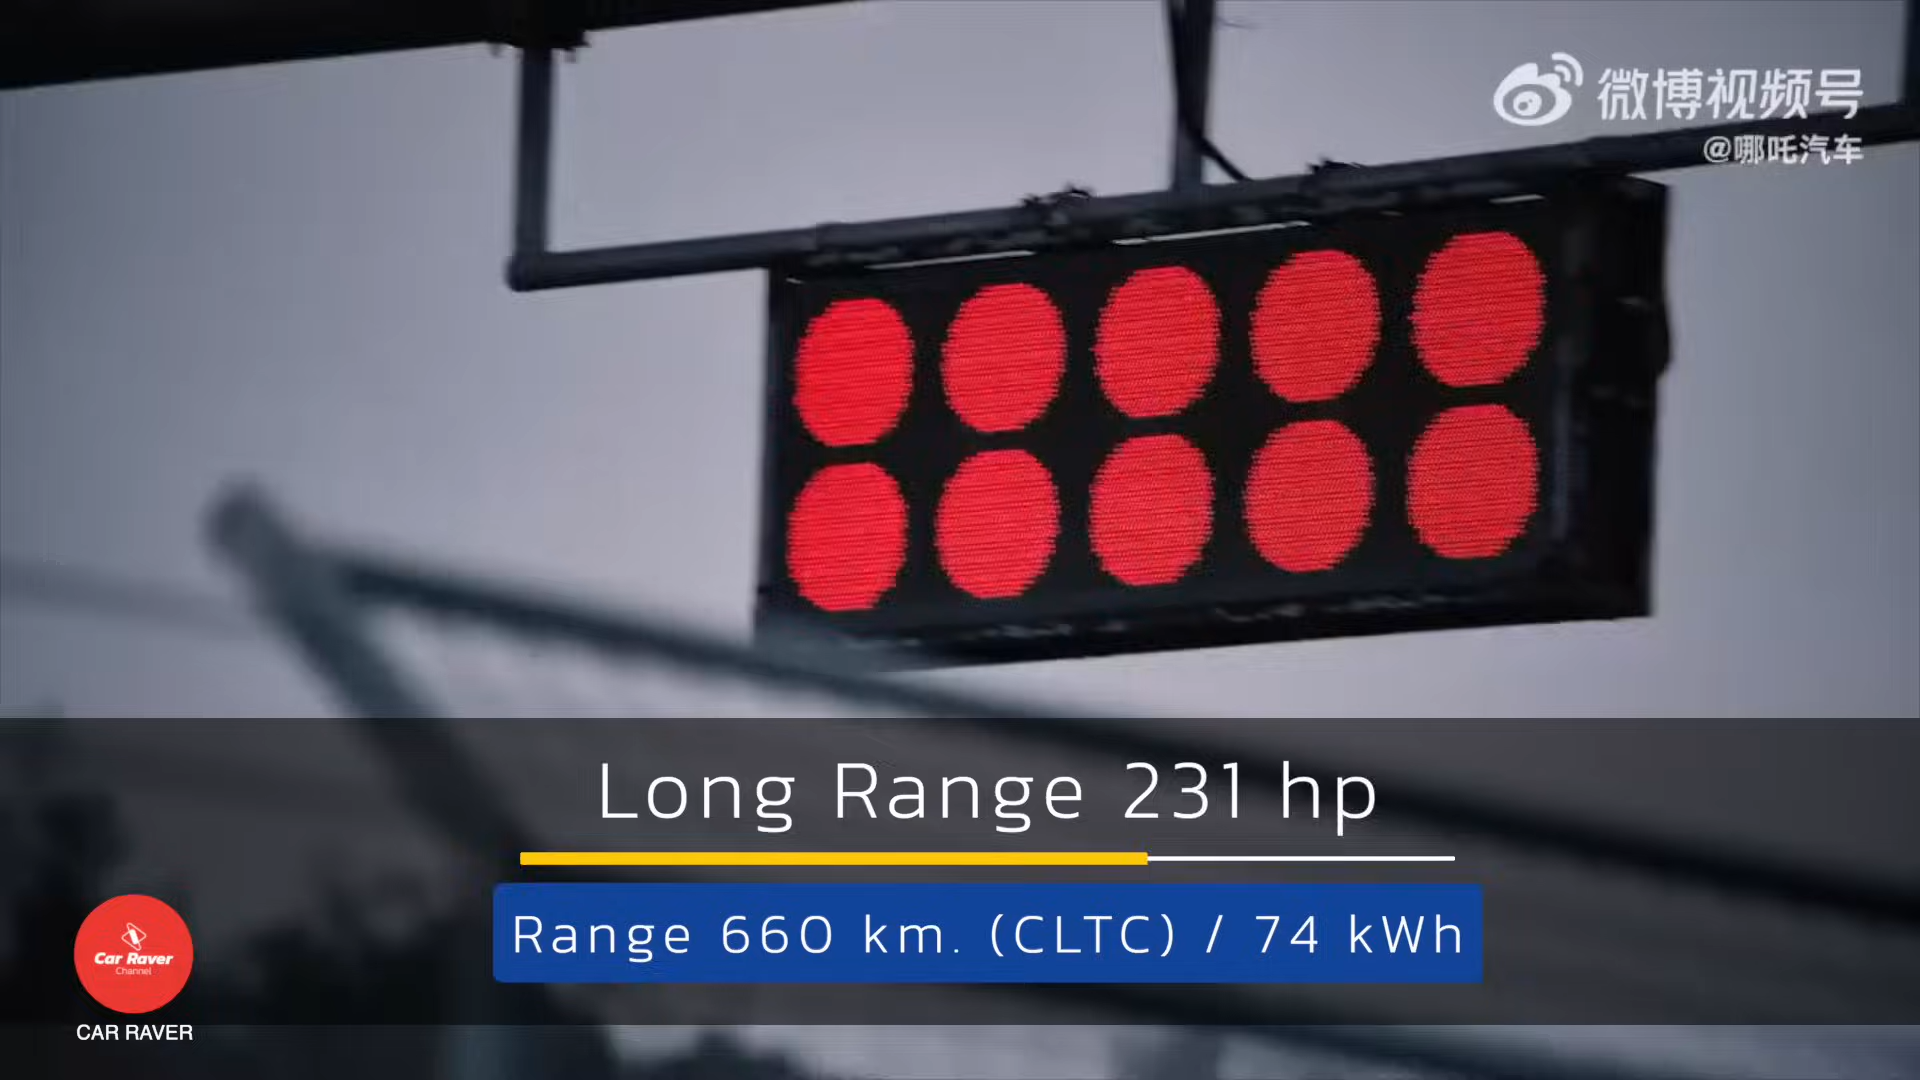 微博视频号
@哪吒汽车
Long Range 231 hp
Range 660 km. (CLTC) / 74 kWh
Car Raver
Channel
CAR RAVER